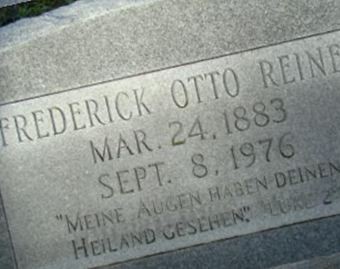 FREDERICK OTTO REINE
MAR. 24, 1883
SEPT. 8, 1976
"MEINE AUGEN HABEN DEINEN
HEILAND GESEHEN." LUKE 2